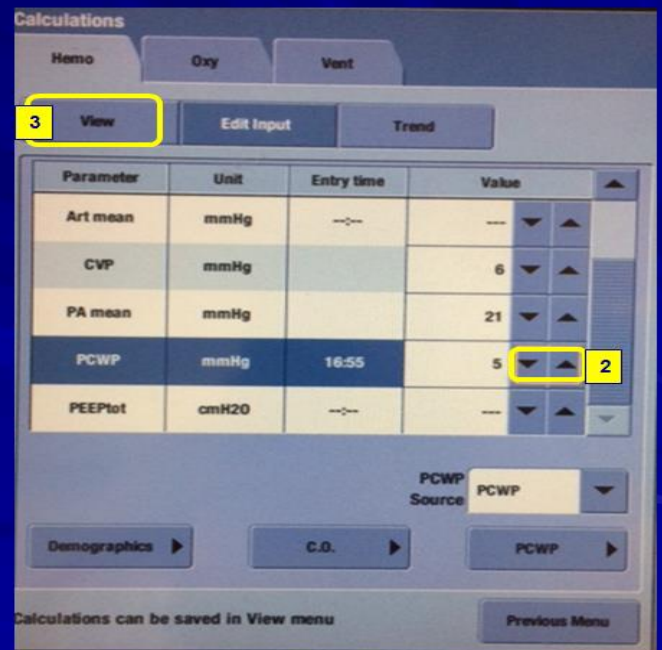 Calculations
Hemo Oxy Vent
3 View Edit Input Trend
Parameter Unit Entry time Value
Art mean mmHg --:-- ---
CVP mmHg 6
PA mean mmHg 21
PCWP mmHg 16:55 5 2
PEEPtot cmH2O --:-- ---
PCWP
Source PCWP
Demographics C.O. PCWP
Calculations can be saved in View menu Previous Menu